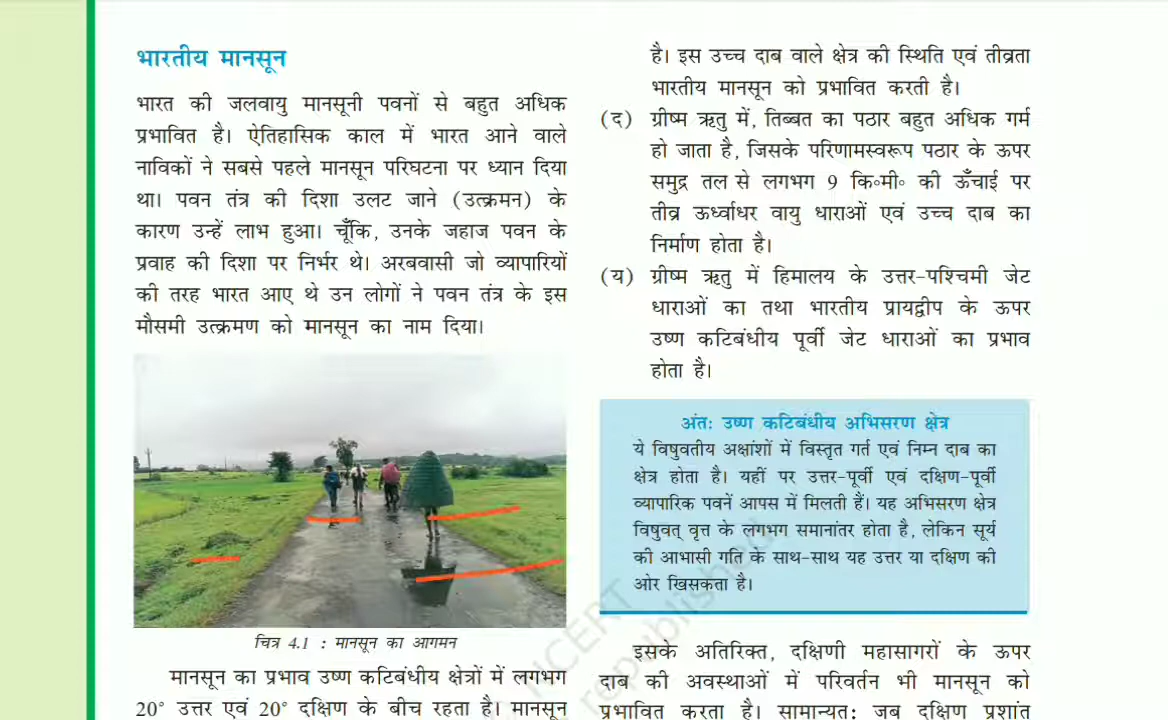 भारतीय मानसून
भारत की जलवायु मानसूनी पवनों से बहुत अधिक
प्रभावित है। ऐतिहासिक काल में भारत आने वाले
नाविकों ने सबसे पहले मानसून परिघटना पर ध्यान दिया
था। पवन तंत्र की दिशा उलट जाने (उत्क्रमन) के
कारण उन्हें लाभ हुआ। चूँकि, उनके जहाज पवन के
प्रवाह की दिशा पर निर्भर थे। अरबवासी जो व्यापारियों
की तरह भारत आए थे उन लोगों ने पवन तंत्र के इस
मौसमी उत्क्रमण को मानसून का नाम दिया।
चित्र 4.1 : मानसून का आगमन
मानसून का प्रभाव उष्ण कटिबंधीय क्षेत्रों में लगभग
20° उत्तर एवं 20° दक्षिण के बीच रहता है। मानसून
है। इस उच्च दाब वाले क्षेत्र की स्थिति एवं तीव्रता
भारतीय मानसून को प्रभावित करती है।
(द) ग्रीष्म ऋतु में, तिब्बत का पठार बहुत अधिक गर्म
हो जाता है, जिसके परिणामस्वरूप पठार के ऊपर
समुद्र तल से लगभग 9 कि॰मी॰ की ऊँचाई पर
तीव्र ऊर्ध्वाधर वायु धाराओं एवं उच्च दाब का
निर्माण होता है।
(य) ग्रीष्म ऋतु में हिमालय के उत्तर-पश्चिमी जेट
धाराओं का तथा भारतीय प्रायद्वीप के ऊपर
उष्ण कटिबंधीय पूर्वी जेट धाराओं का प्रभाव
होता है।
अंतः उष्ण कटिबंधीय अभिसरण क्षेत्र
ये विषुवतीय अक्षांशों में विस्तृत गर्त एवं निम्न दाब का
क्षेत्र होता है। यहीं पर उत्तर-पूर्वी एवं दक्षिण-पूर्वी
व्यापारिक पवनें आपस में मिलती हैं। यह अभिसरण क्षेत्र
विषुवत् वृत्त के लगभग समानांतर होता है, लेकिन सूर्य
की आभासी गति के साथ-साथ यह उत्तर या दक्षिण की
ओर खिसकता है।
इसके अतिरिक्त, दक्षिणी महासागरों के ऊपर
दाब की अवस्थाओं में परिवर्तन भी मानसून को
प्रभावित करता है। सामान्यतः जब दक्षिण प्रशांत
NCERT
republished